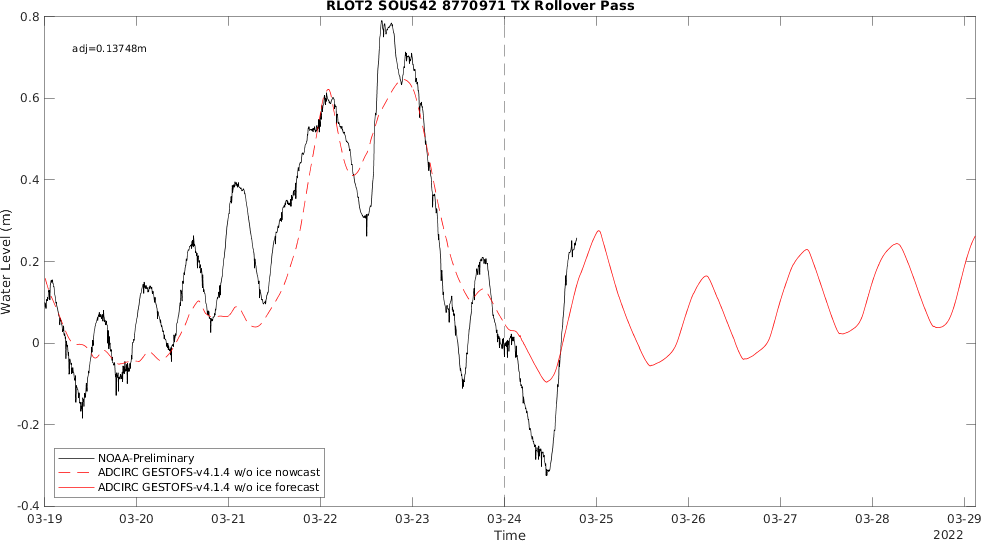 RLOT2 SOUS42 8770971 TX Rollover Pass
adj=0.13748m
0.8
0.6
0.4
0.2
0
-0.2
-0.4
Water Level (m)
NOAA-Preliminary
ADCIRC GESTOFS-v4.1.4 w/o ice nowcast
ADCIRC GESTOFS-v4.1.4 w/o ice forecast
03-19 03-20 03-21 03-22 03-23 03-24 03-25 03-26 03-27 03-28 03-29
Time
2022